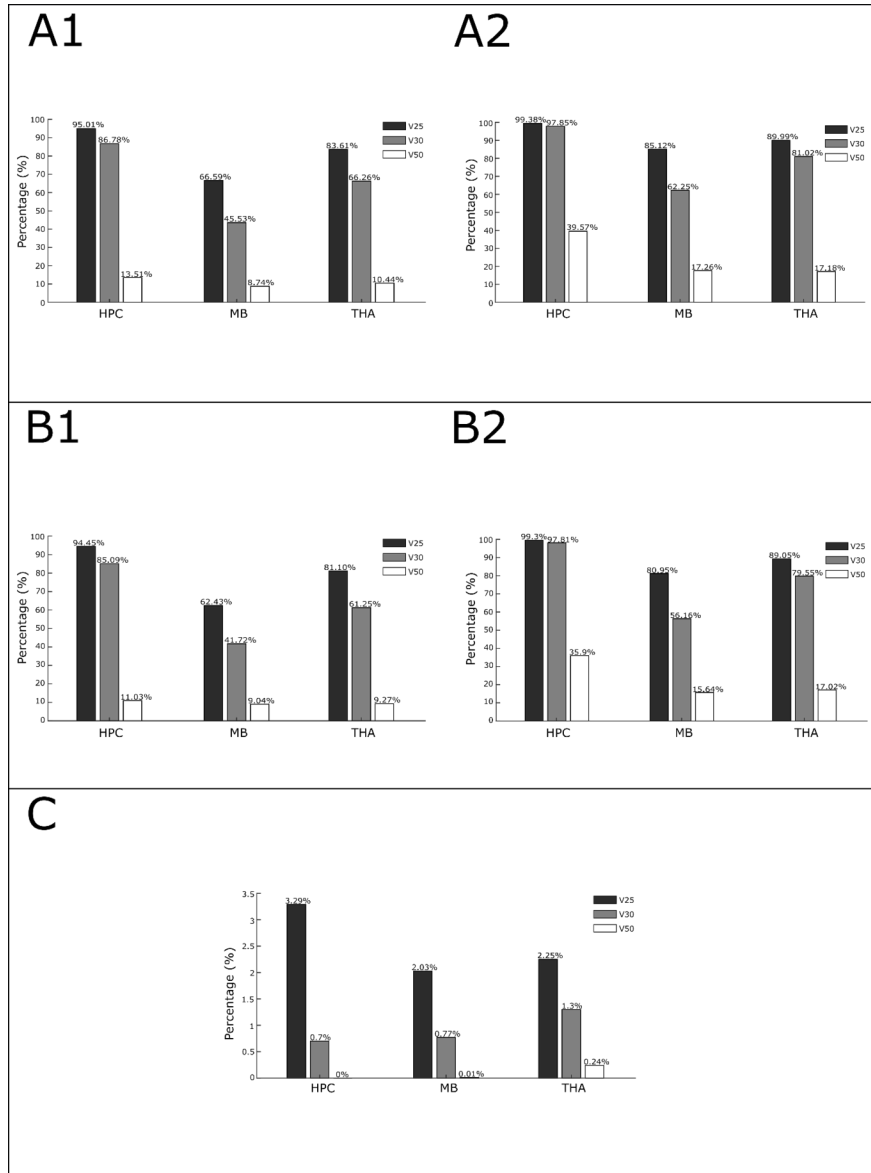 A1
A2
Percentage (%)
100
90
80
70
60
50
40
30
20
10
0
95.01%
86.78%
13.51%
66.59%
45.53%
8.74%
83.61%
66.26%
10.44%
V25
V30
V50
HPC
MB
THA
Percentage (%)
100
90
80
70
60
50
40
30
20
10
0
99.38%
97.85%
39.57%
85.12%
62.25%
17.26%
89.99%
81.02%
17.18%
V25
V30
V50
HPC
MB
THA
B1
B2
Percentage (%)
100
90
80
70
60
50
40
30
20
10
0
94.45%
85.09%
11.03%
62.43%
41.72%
9.04%
81.10%
61.25%
9.27%
V25
V30
V50
HPC
MB
THA
Percentage (%)
100
90
80
70
60
50
40
30
20
10
0
99.3%
97.81%
35.9%
80.95%
56.16%
15.64%
89.05%
79.55%
17.02%
V25
V30
V50
HPC
MB
THA
C
Percentage (%)
3.5
3
2.5
2
1.5
1
0.5
0
3.29%
0.7%
0%
2.03%
0.77%
0.01%
2.25%
1.3%
0.24%
V25
V30
V50
HPC
MB
THA